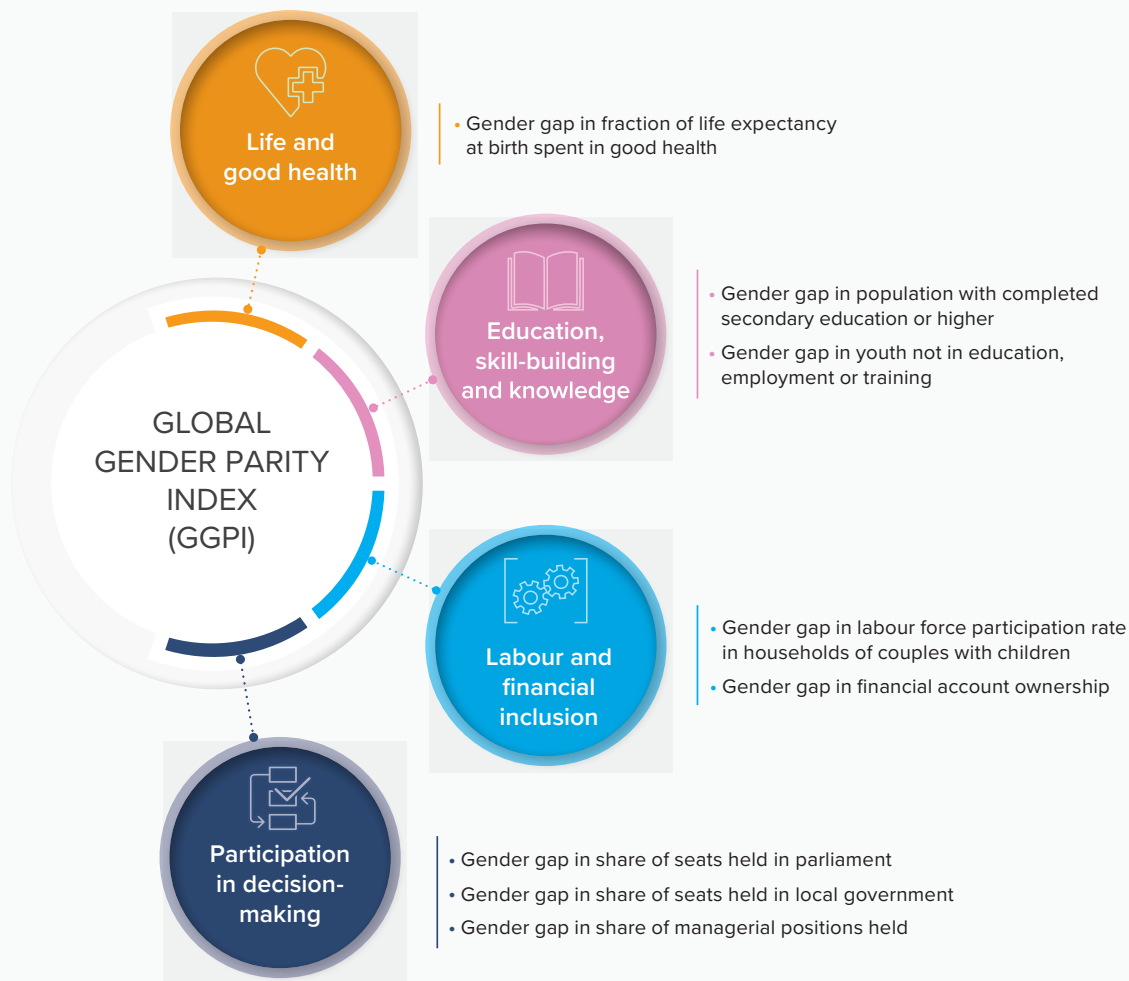 Life and
good health
• Gender gap in fraction of life expectancy
at birth spent in good health
Education,
skill-building
and knowledge
• Gender gap in population with completed
secondary education or higher
• Gender gap in youth not in education,
employment or training
GLOBAL
GENDER PARITY
INDEX
(GGPI)
Labour and
financial
inclusion
• Gender gap in labour force participation rate
in households of couples with children
• Gender gap in financial account ownership
Participation
in decision-
making
• Gender gap in share of seats held in parliament
• Gender gap in share of seats held in local government
• Gender gap in share of managerial positions held